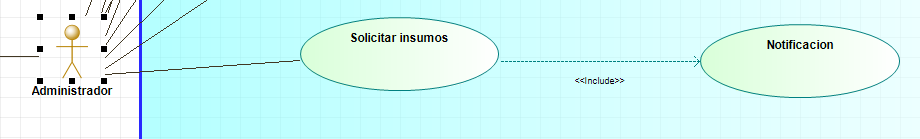 Solicitar insumos
Notificacion
<<Include>>
Administrador